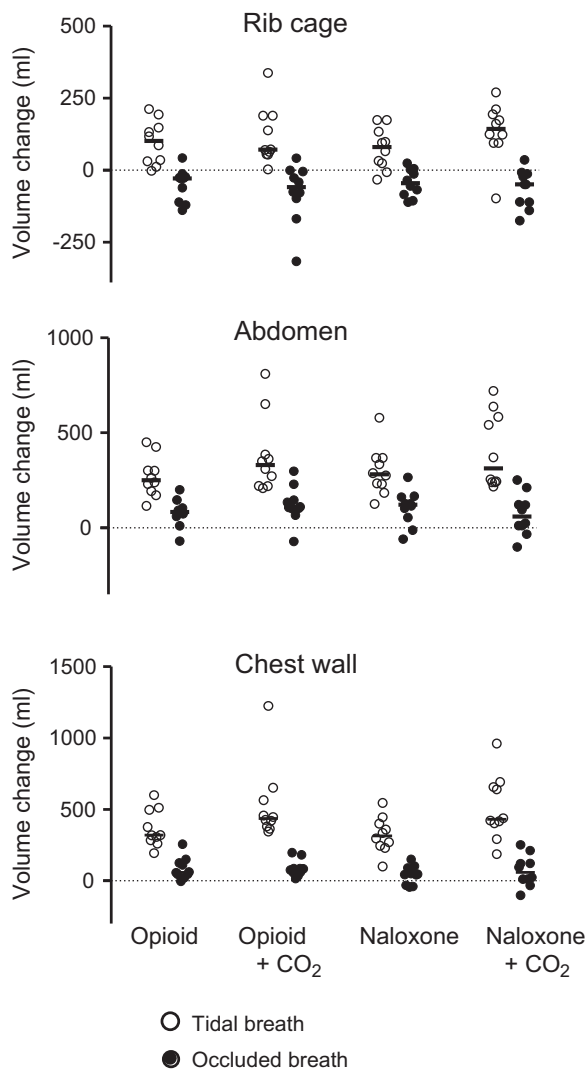 Rib cage
Volume change (ml)
500
250
0
-250
Abdomen
Volume change (ml)
1000
500
0
Chest wall
Volume change (ml)
1500
1000
500
0
Opioid Opioid Naloxone Naloxone
+ CO₂ + CO₂
Tidal breath
Occluded breath